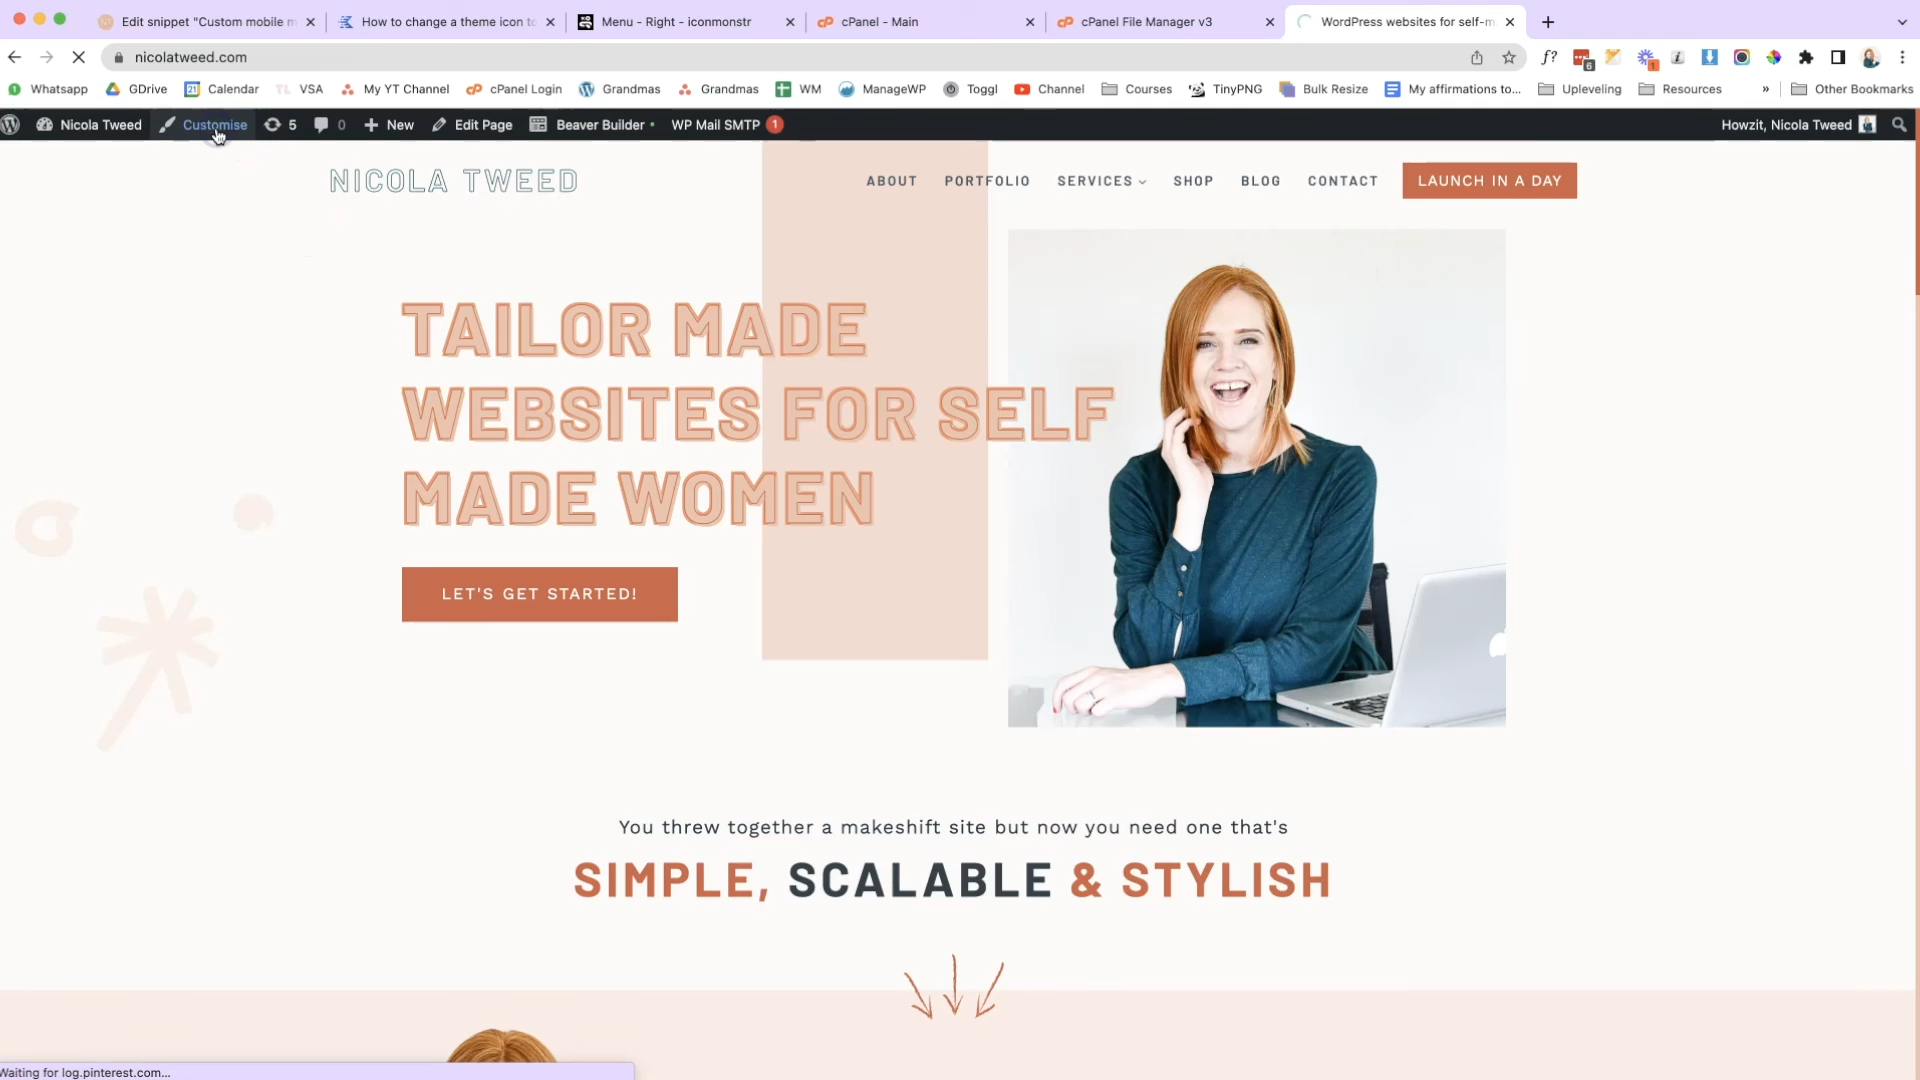 Edit snippet "Custom mobile m
How to change a theme icon to
Menu - Right - iconmonstr
cPanel - Main
cPanel File Manager v3
WordPress websites for self-m
nicolatweed.com
6
1
Whatsapp
GDrive
Calendar
VSA
My YT Channel
cPanel Login
Grandmas
Grandmas
WM
ManageWP
Toggl
Channel
Courses
TinyPNG
Bulk Resize
My affirmations to...
Upleveling
Resources
»
Other Bookmarks
Nicola Tweed
Customise
5
0
New
Edit Page
Beaver Builder
WP Mail SMTP
1
Howzit, Nicola Tweed
NICOLA TWEED
ABOUT
PORTFOLIO
SERVICES
SHOP
BLOG
CONTACT
LAUNCH IN A DAY
TAILOR MADE
WEBSITES FOR SELF
MADE WOMEN
LET'S GET STARTED!
You threw together a makeshift site but now you need one that's
SIMPLE, SCALABLE & STYLISH
Waiting for log.pinterest.com...